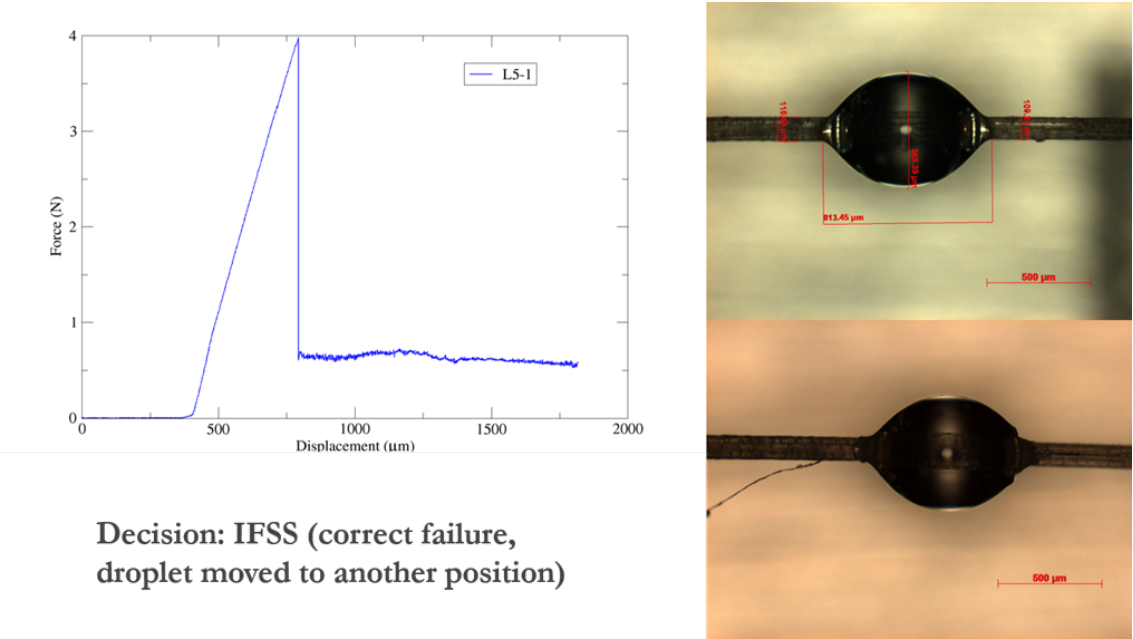 4
3
2
1
0
Force (N)
L5-1
0
500
1000
1500
2000
Displacement (µm)
Decision: IFSS (correct failure,
droplet moved to another position)
813.45 µm
500 µm
500 µm